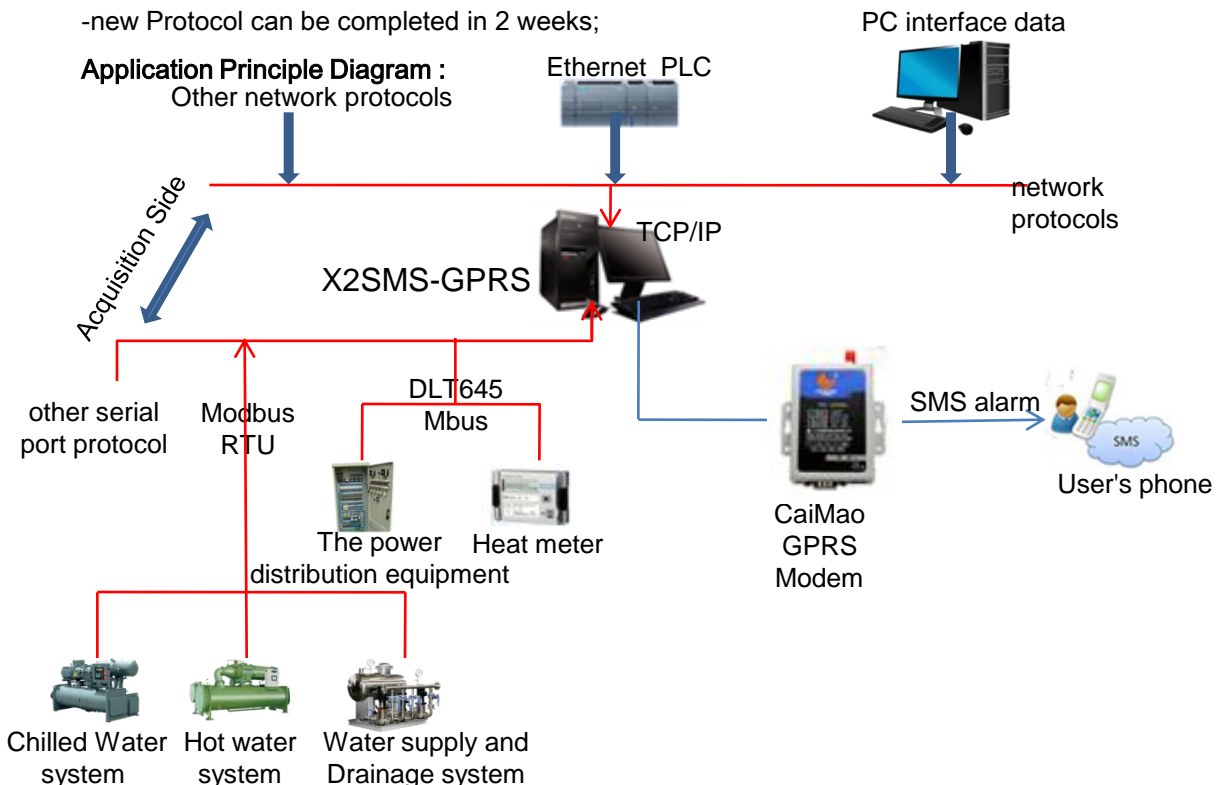 -new Protocol can be completed in 2 weeks;
PC interface data
Application Principle Diagram :
Ethernet PLC
Other network protocols
Acquisition Side
network
protocols
TCP/IP
X2SMS-GPRS
other serial
port protocol
Modbus
RTU
DLT645
Mbus
SMS alarm
SMS
User's phone
The power
distribution equipment
Heat meter
CaiMao
GPRS
Modem
Chilled Water
system
Hot water
system
Water supply and
Drainage system